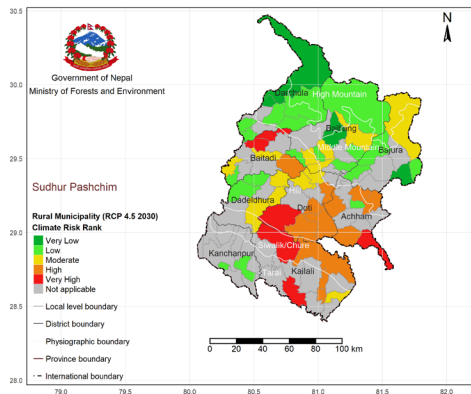 30.5
30.0
29.5
29.0
28.5
28.0
79.0
79.5
80.0
80.5
81.0
81.5
82.0
N
Government of Nepal
Ministry of Forests and Environment
Sudhur Pashchim
Rural Municipality (RCP 4.5 2030)
Climate Risk Rank
Very Low
Low
Moderate
High
Very High
Not applicable
Local level boundary
District boundary
Physiographic boundary
Province boundary
International boundary
Darchula
High Mountain
Bajhang
Middle Mountain
Bajura
Baitadi
Hill
Dadeldhura
Doti
Achham
Siwalik/Chure
Kanchanpur
Tarai
Kailali
0 20 40 60 80 100 km